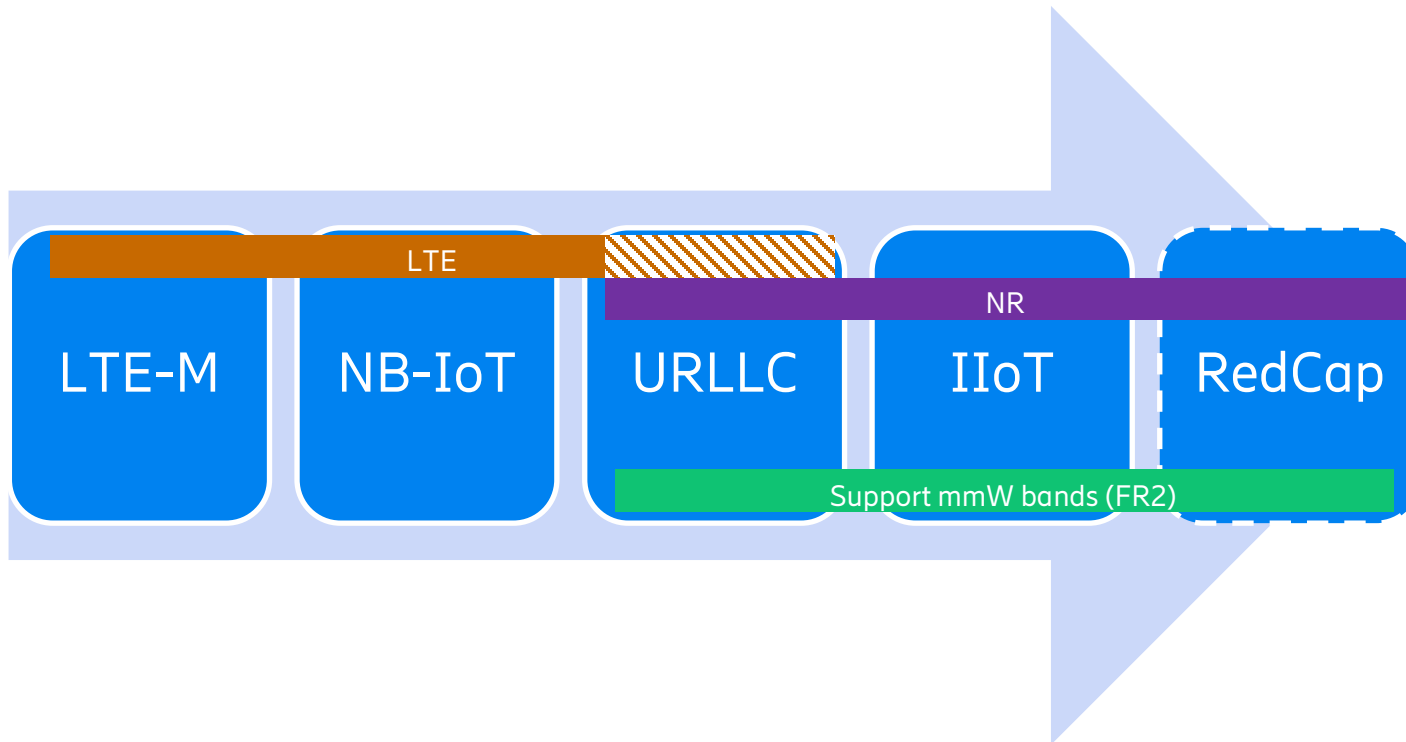 LTE
NR
LTE-M
NB-IoT
URLLC
IIoT
RedCap
Support mmW bands (FR2)